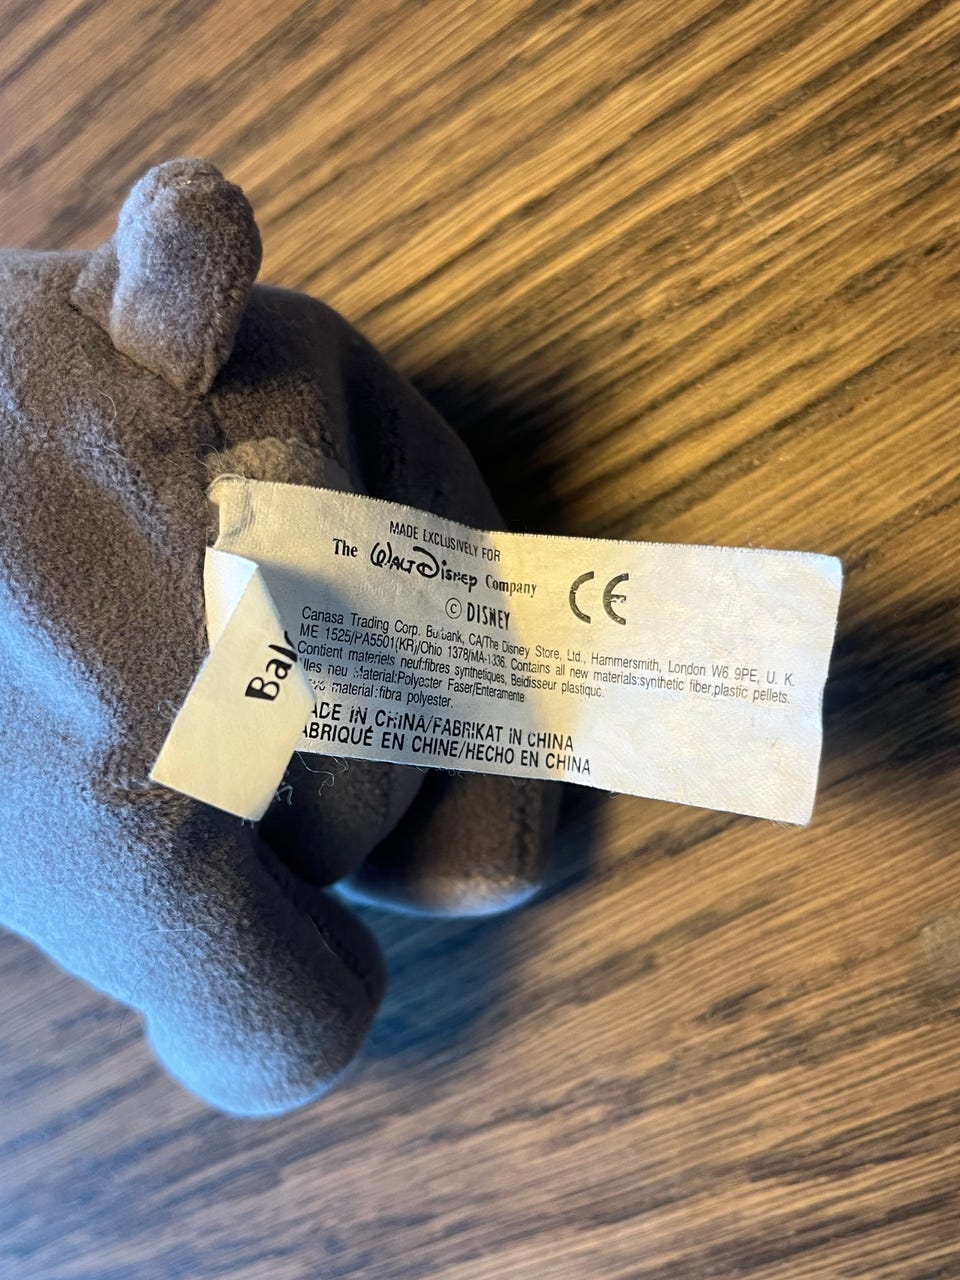 MADE EXCLUSIVELY FOR
The Walt Disney Company
© DISNEY
CE
Canasa Trading Corp. Burbank, CA/The Disney Store, Ltd., Hammersmith, London W6 9PE, U. K.
ME 1525/PA5501(KR)/Ohio 1378/MA-1336. Contains all new materials:synthetic fiber,plastic pellets.
Contient materiels neuf:fibres synthetiques, Beidisseur plastiquc.
lles neu Material:Polyester Faser/Enteramente
material:fibra polyester.
ADE IN CHINA/FABRIKAT IN CHINA
ABRIQUÉ EN CHINE/HECHO EN CHINA
Bal